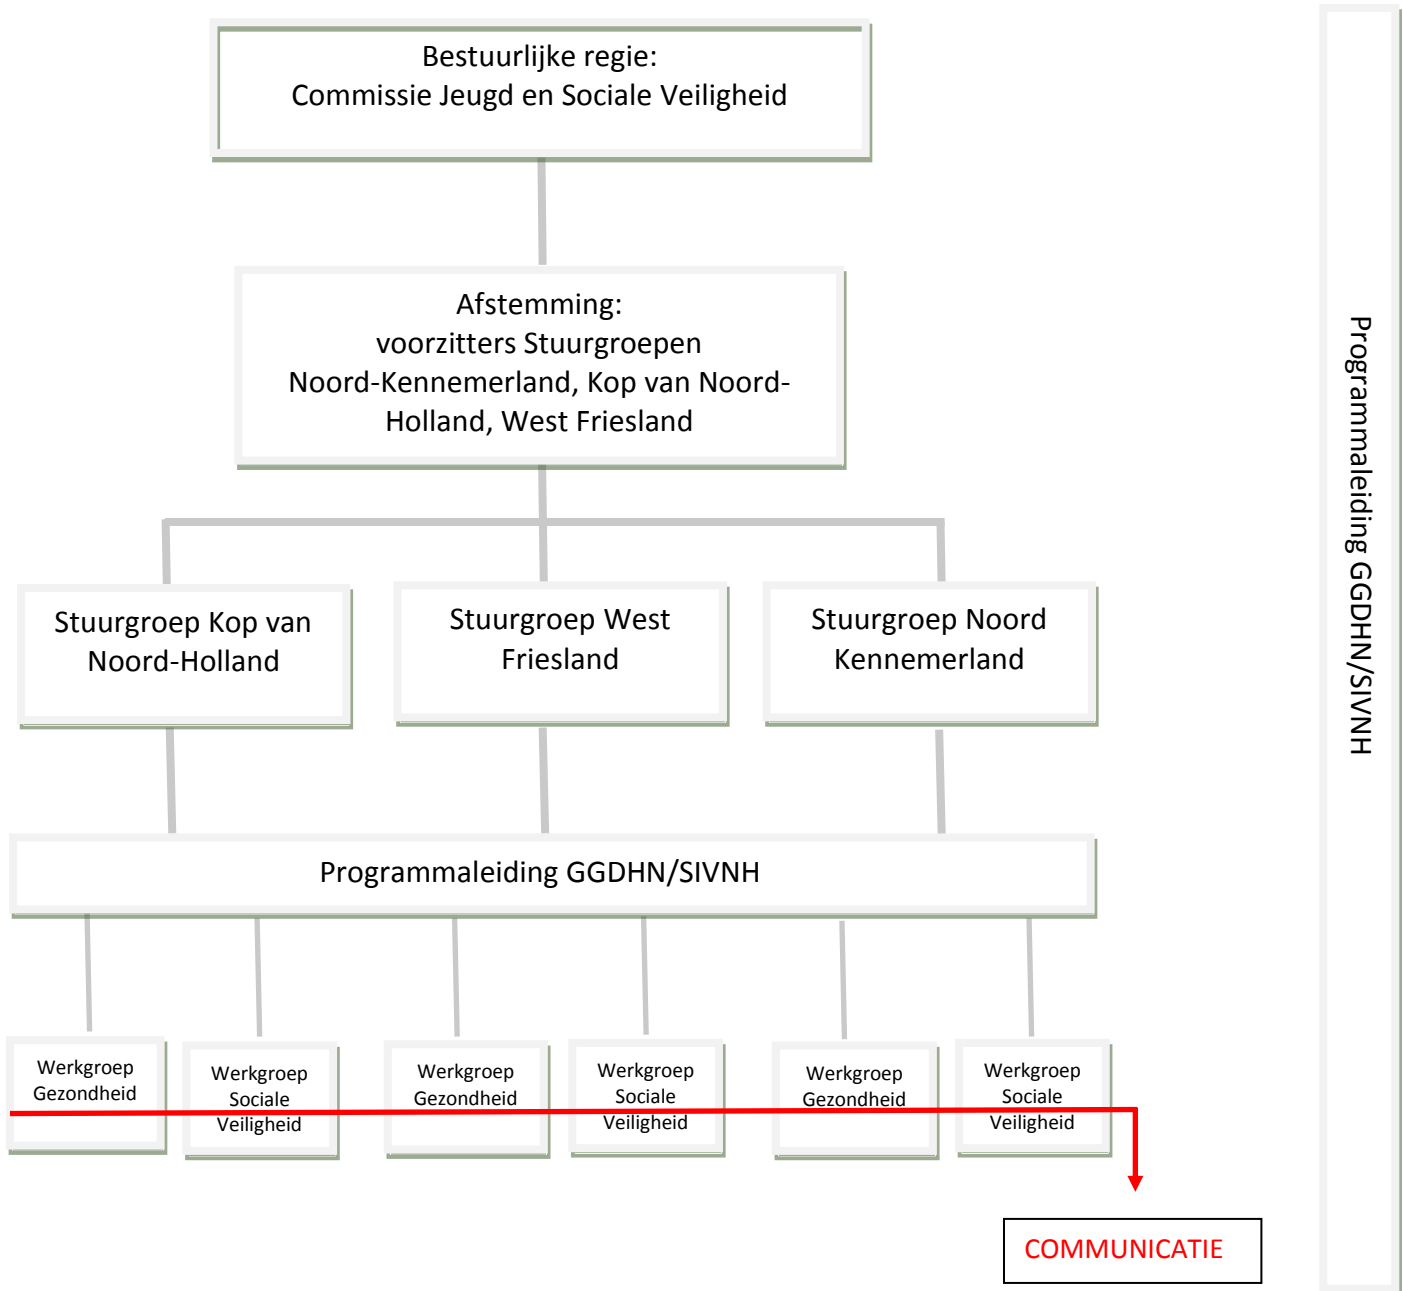 Bestuurlijke regie:
Commissie Jeugd en Sociale Veiligheid
Afstemming:
voorzitters Stuurgroepen
Noord-Kennemerland, Kop van Noord-
Holland, West Friesland
Stuurgroep Kop van
Noord-Holland
Stuurgroep West
Friesland
Stuurgroep Noord
Kennemerland
Programmaleiding GGDHN/SIVNH
Werkgroep
Gezondheid
Werkgroep
Sociale
Veiligheid
Werkgroep
Gezondheid
Werkgroep
Sociale
Veiligheid
Werkgroep
Gezondheid
Werkgroep
Sociale
Veiligheid
COMMUNICATIE
Programmaleiding GGDHN/SIVNH